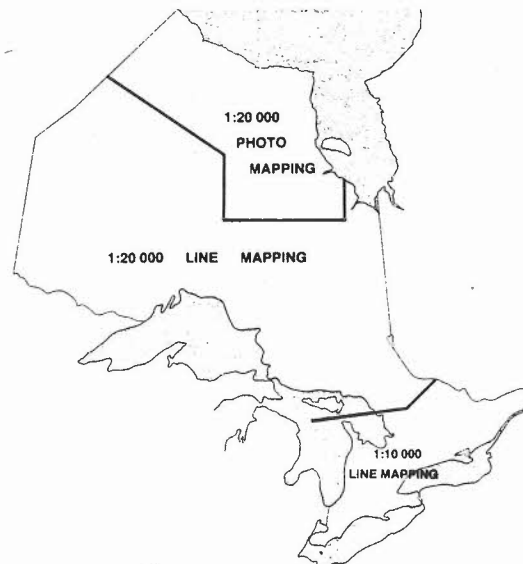 1:20 000
PHOTO
MAPPING
1:20 000 LINE MAPPING
1:10 000
LINE MAPPING